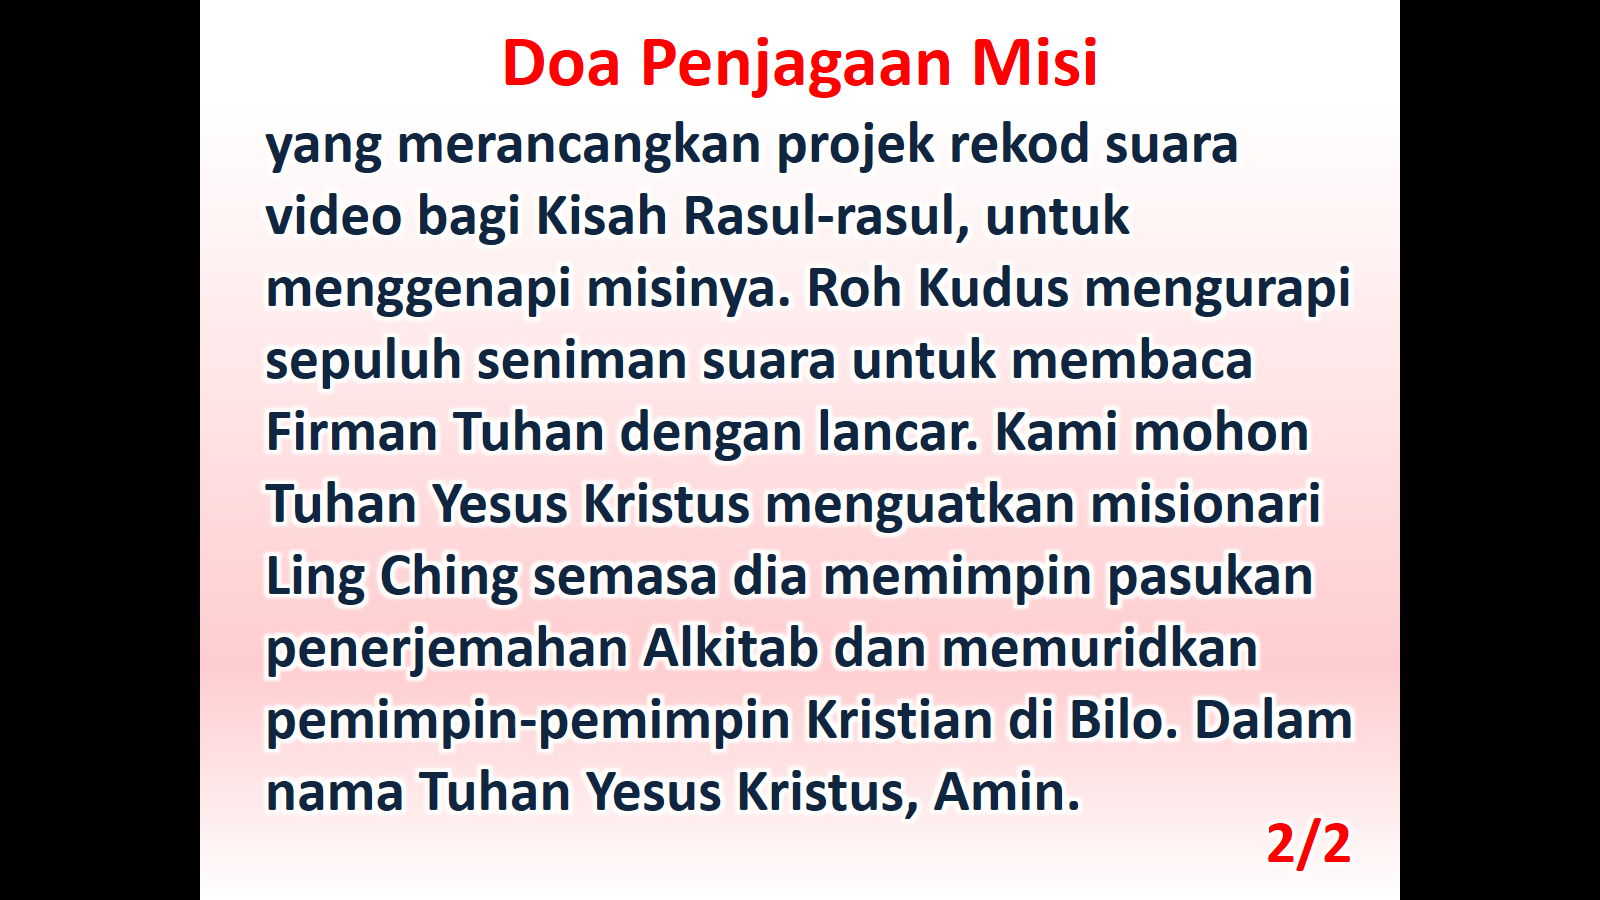 Doa Penjagaan Misi
yang merancangkan projek rekod suara
video bagi Kisah Rasul-rasul, untuk
menggenapi misinya. Roh Kudus mengurapi
sepuluh seniman suara untuk membaca
Firman Tuhan dengan lancar. Kami mohon
Tuhan Yesus Kristus menguatkan misionari
Ling Ching semasa dia memimpin pasukan
penerjemahan Alkitab dan memuridkan
pemimpin-pemimpin Kristian di Bilo. Dalam
nama Tuhan Yesus Kristus, Amin.
2/2